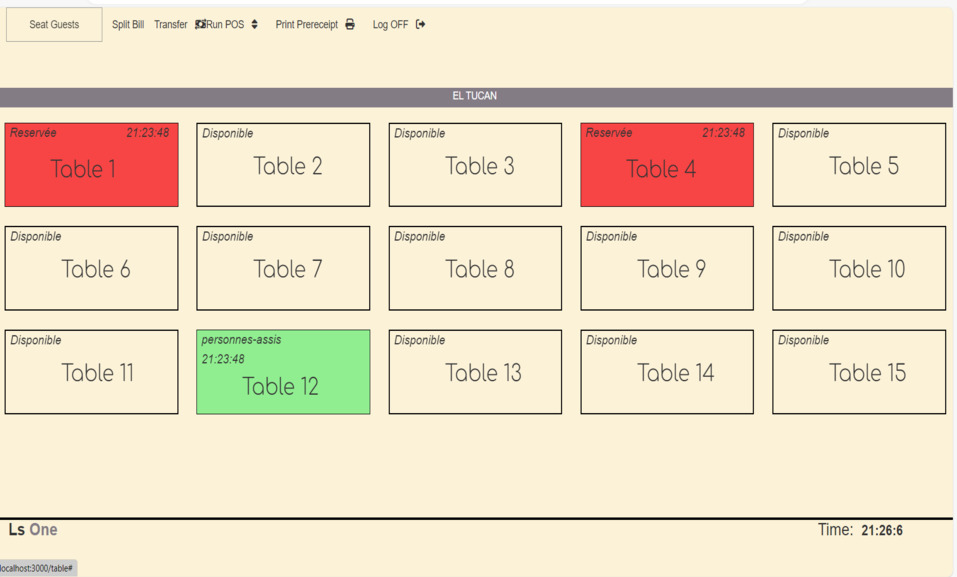 Seat Guests Split Bill Transfer Run POS Print Prereceipt Log OFF
EL TUCAN
Reservée 21:23:48 Disponible Disponible Reservée 21:23:48 Disponible
Table 1 Table 2 Table 3 Table 4 Table 5
Disponible Disponible Disponible Disponible Disponible
Table 6 Table 7 Table 8 Table 9 Table 10
Disponible personnes-assis Disponible Disponible Disponible
21:23:48
Table 11 Table 12 Table 13 Table 14 Table 15
Ls One Time: 21:26:6
localhost:3000/table#